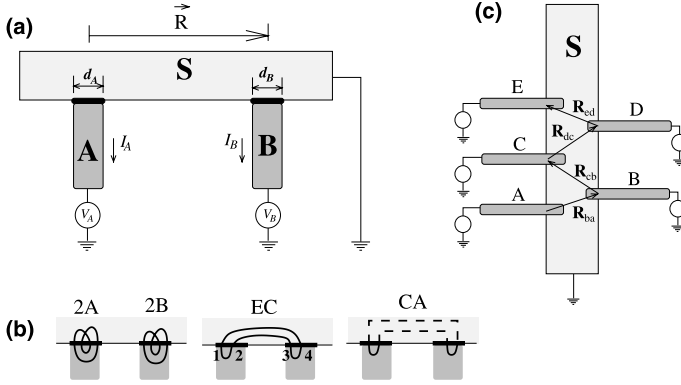 (a)
R
S
d_A
d_B
A
I_A
I_B
B
V_A
V_B
(c)
S
E
R_ed
D
R_dc
C
R_cb
A
B
R_ba
(b)
2A 2B EC CA
1 2 3 4